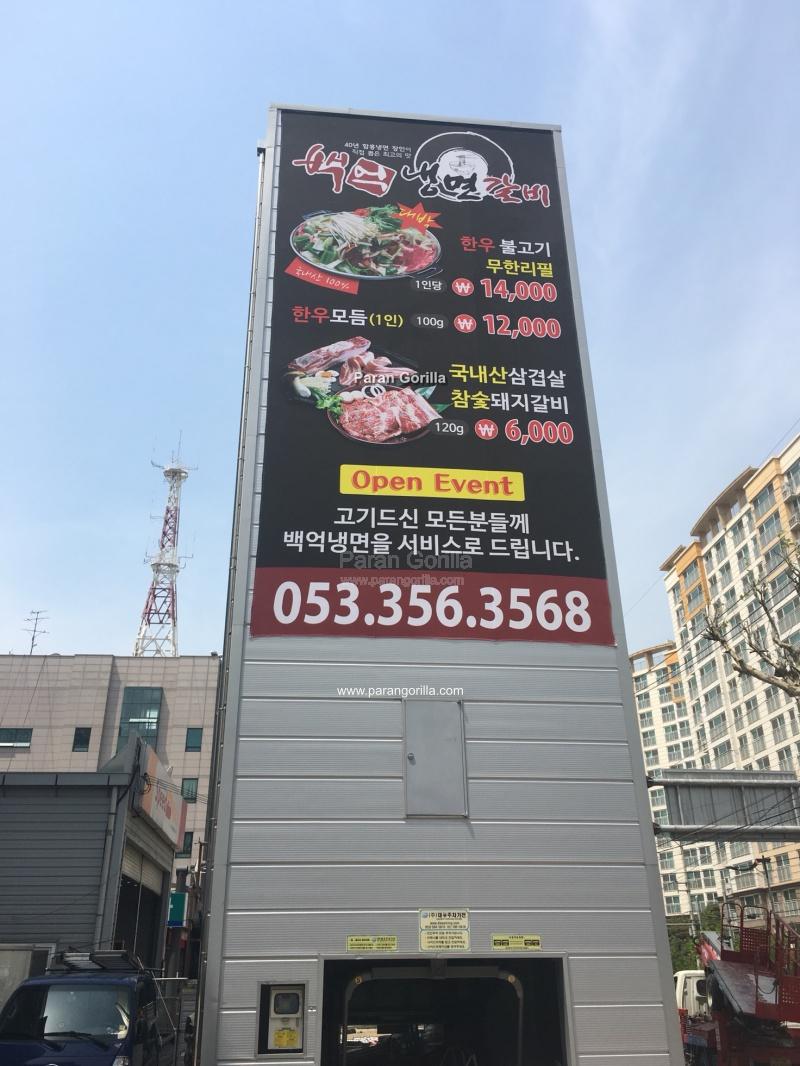 40년 함흥냉면 장인이
직접 뽑은 최고의 맛
백억 냉면갈비
대박
한우 불고기
무한리필
국내산 100%
1인당 ₩ 14,000
한우모듬(1인) 100g ₩ 12,000
Paran Gorilla
국내산삼겹살
참숯돼지갈비
120g ₩ 6,000
Open Event
고기드신 모든분들께
백억냉면을 서비스로 드립니다.
Paran Gorilla
www.parangorilla.com
053.356.3568
www.parangorilla.com